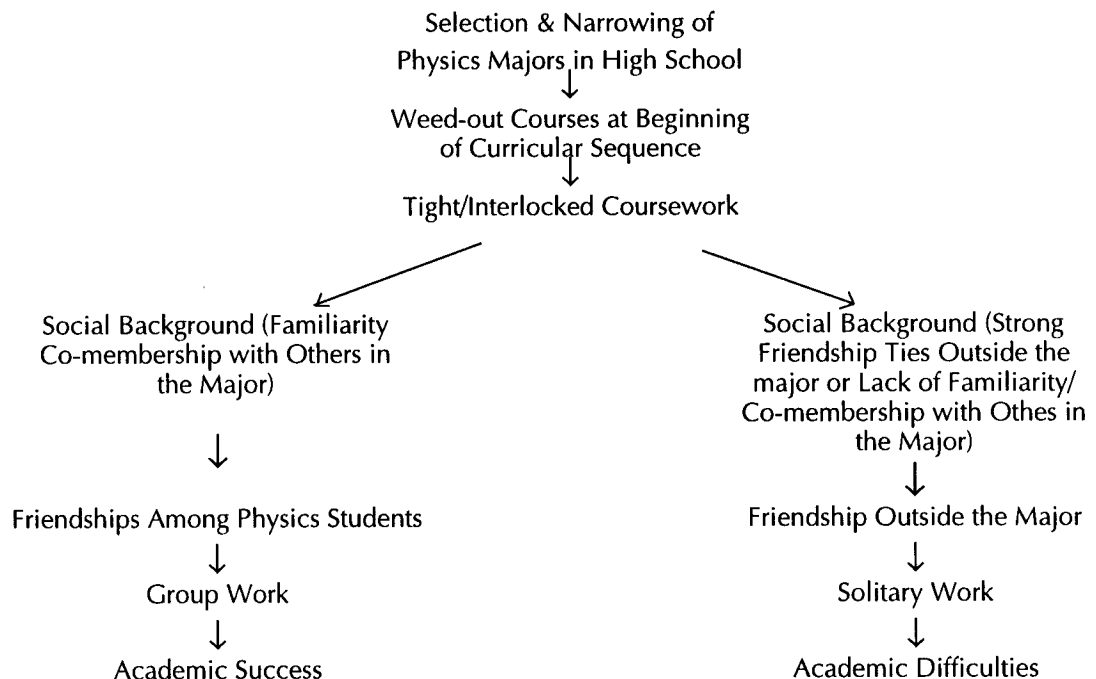 Selection & Narrowing of
Physics Majors in High School
Weed-out Courses at Beginning
of Curricular Sequence
Tight/Interlocked Coursework
Social Background (Familiarity
Co-membership with Others in
the Major)
Friendships Among Physics Students
Group Work
Academic Success
Social Background (Strong
Friendship Ties Outside the
major or Lack of Familiarity/
Co-membership with Othes in
the Major)
Friendship Outside the Major
Solitary Work
Academic Difficulties